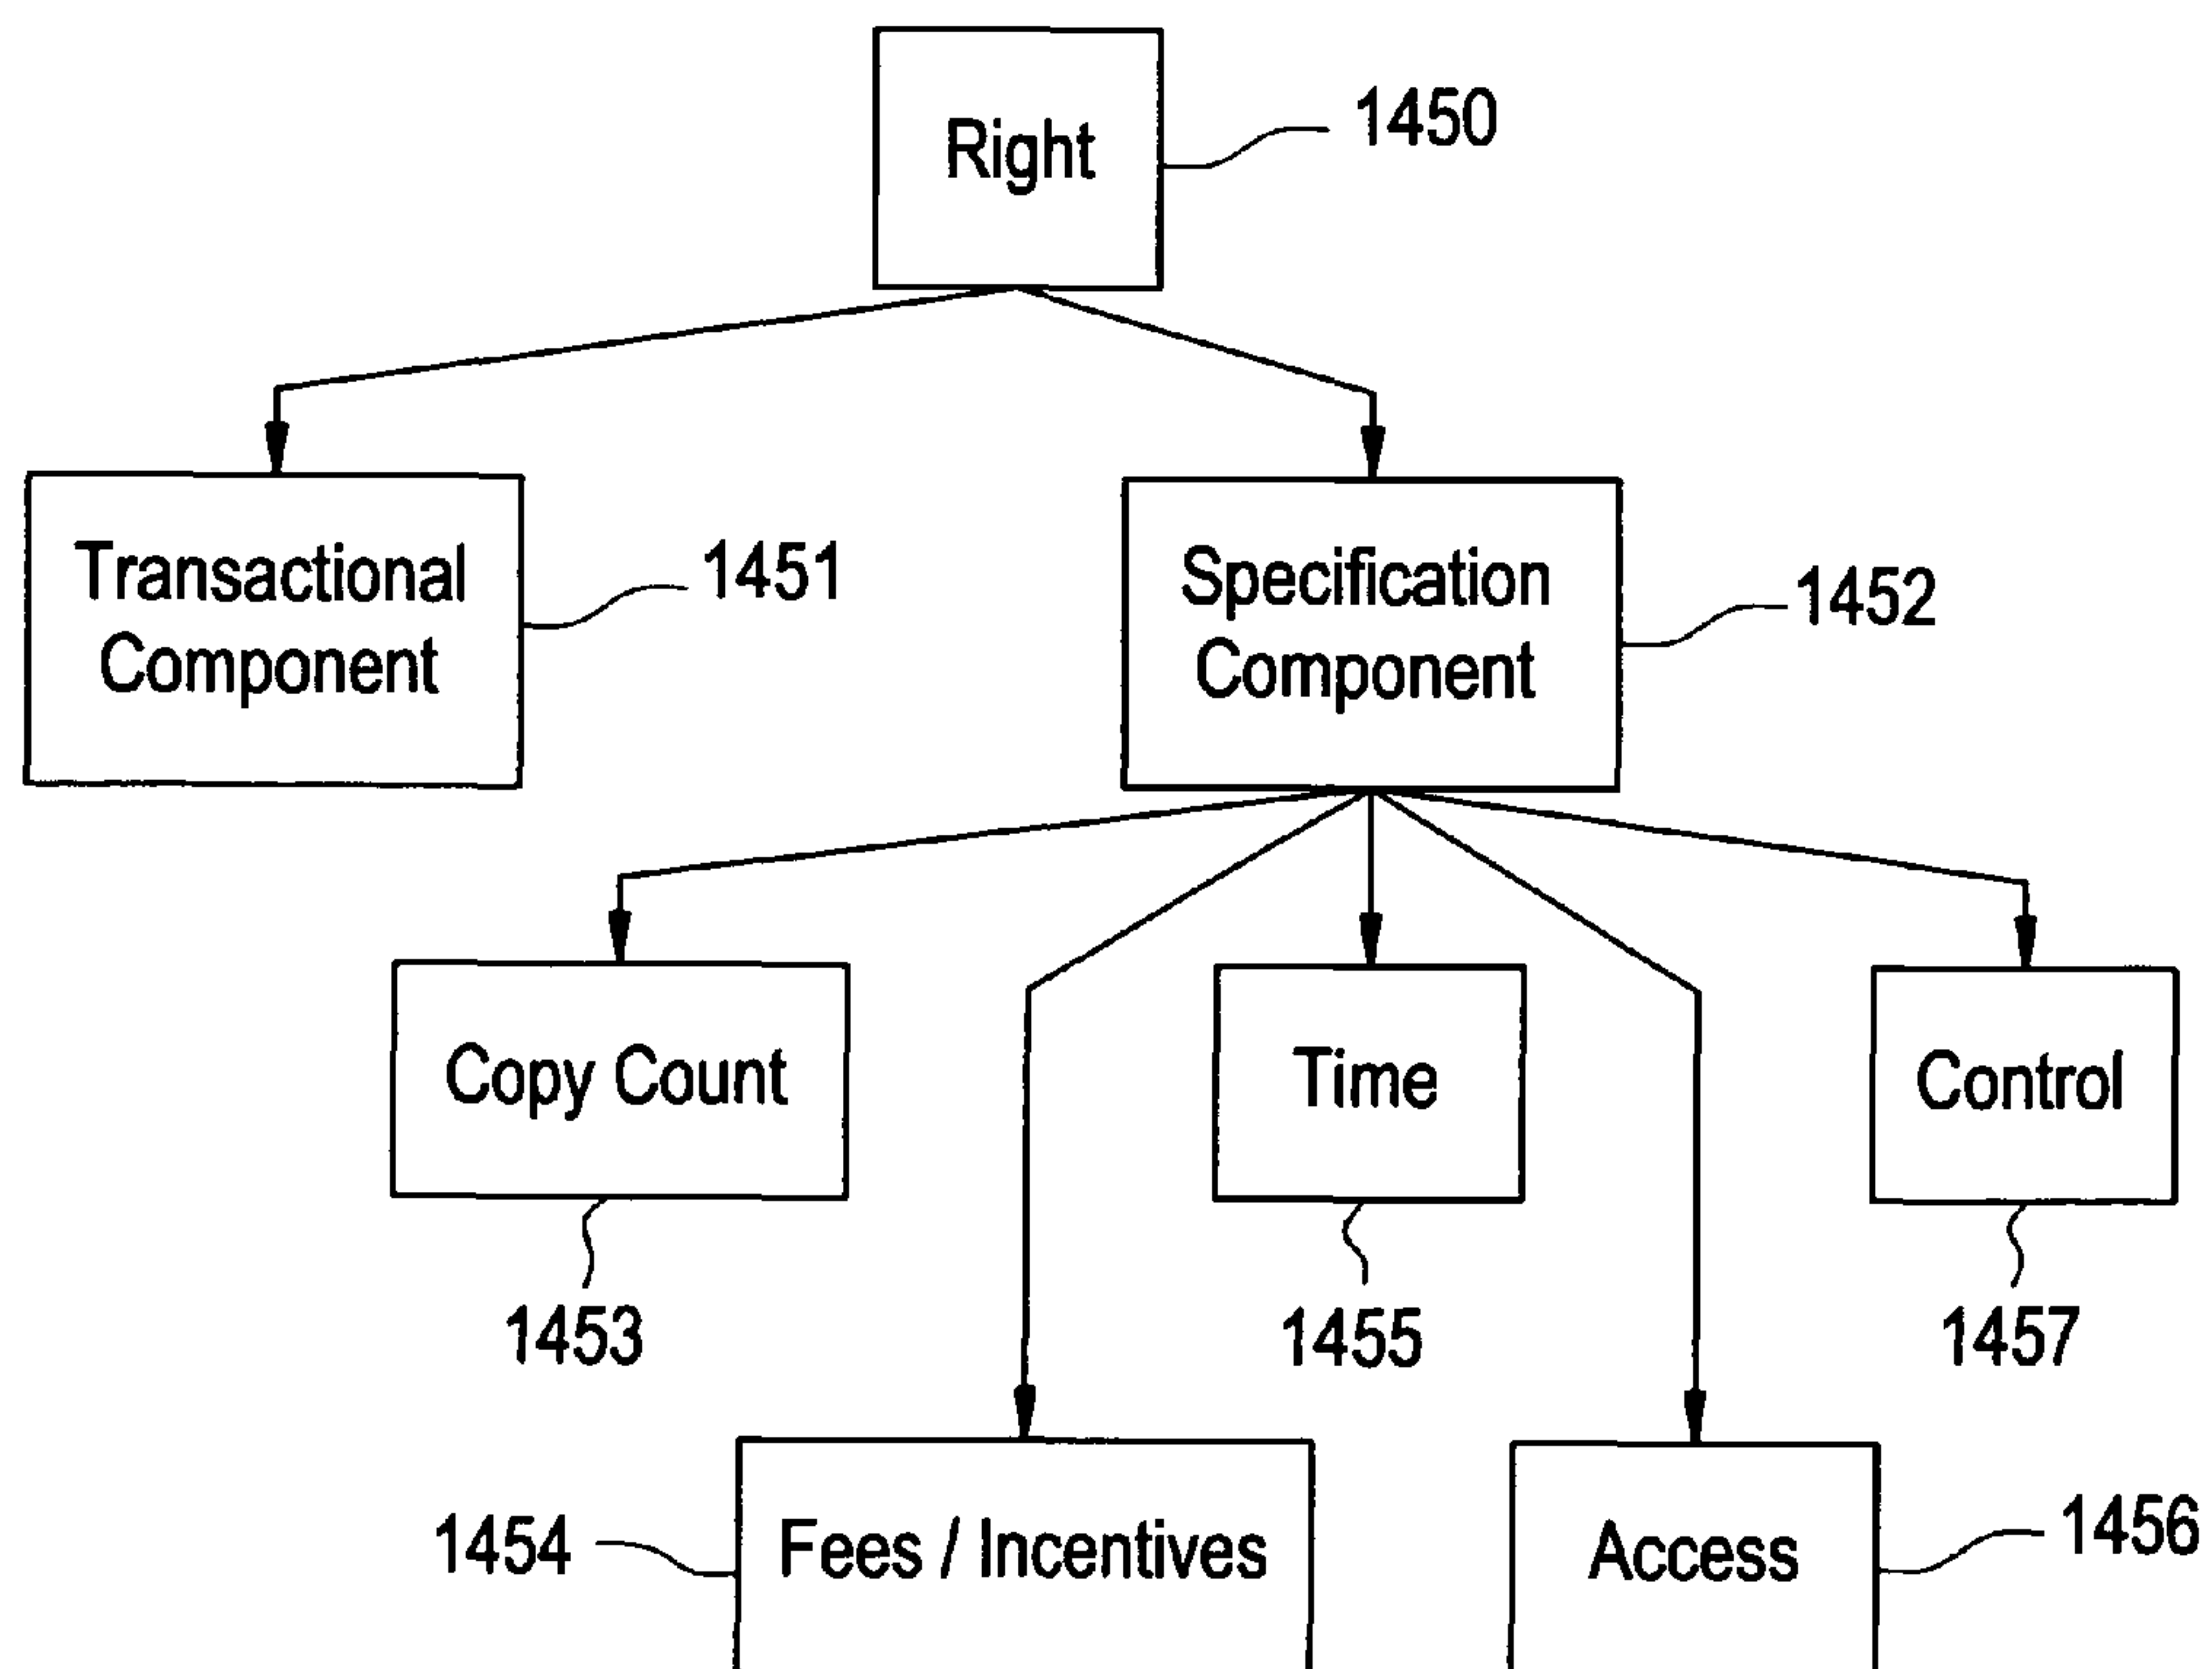 Right
1450
Transactional
Component
1451
Specification
Component
1452
Copy Count
1453
Time
1455
Control
1457
1454
Fees / Incentives
Access
1456